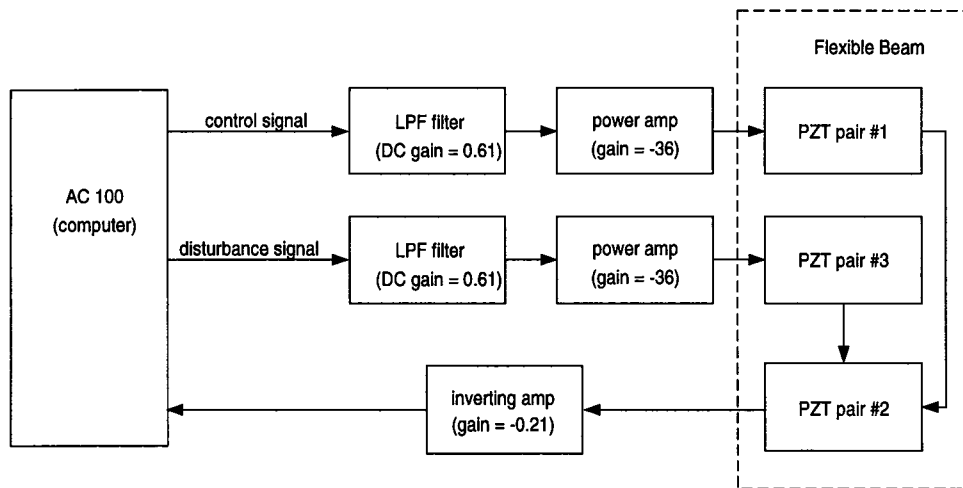 Flexible Beam
AC 100
(computer)
control signal
LPF filter
(DC gain = 0.61)
power amp
(gain = -36)
PZT pair #1
disturbance signal
LPF filter
(DC gain = 0.61)
power amp
(gain = -36)
PZT pair #3
inverting amp
(gain = -0.21)
PZT pair #2